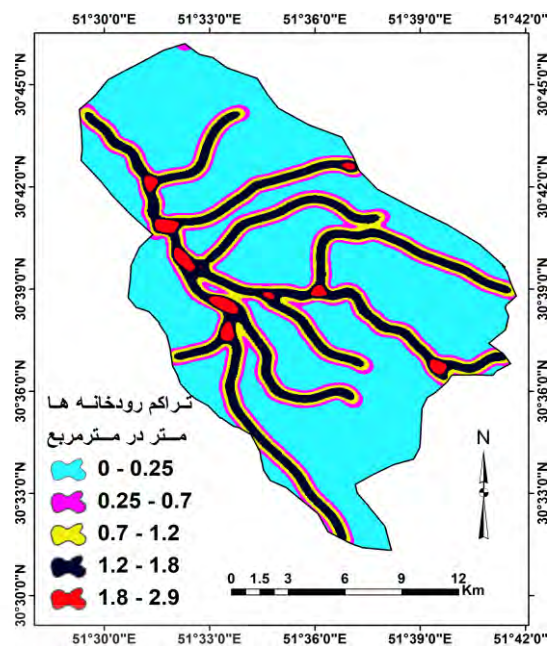 51°30'0"E 51°33'0"E 51°36'0"E 51°39'0"E 51°42'0"E
30°45'0"N 30°45'0"N
30°42'0"N 30°42'0"N
30°39'0"N 30°39'0"N
30°36'0"N 30°36'0"N
30°33'0"N 30°33'0"N
30°30'0"N 30°30'0"N
تراکم رودخانه ها
متر در مترمربع
0 - 0.25
0.25 - 0.7
0.7 - 1.2
1.2 - 1.8
1.8 - 2.9
N
0 1.5 3 6 9 12
Km
51°30'0"E 51°33'0"E 51°36'0"E 51°39'0"E 51°42'0"E